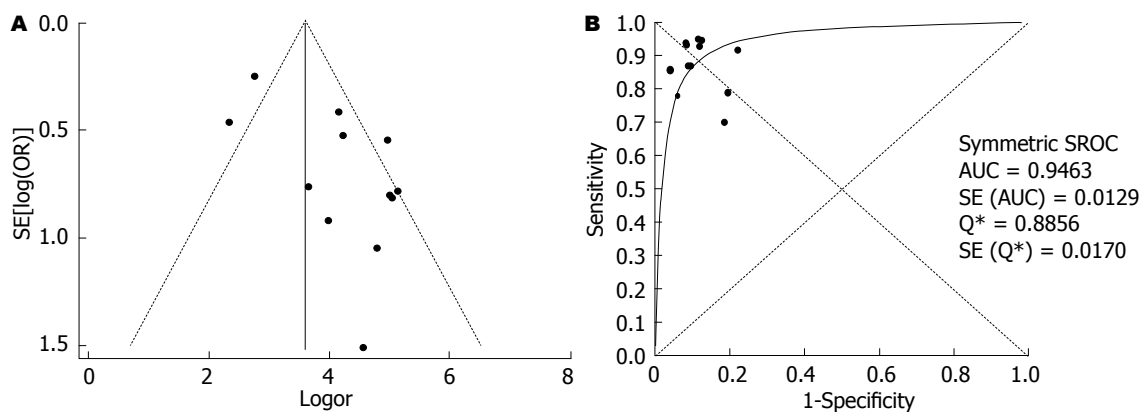 A
0.0
0.5
1.0
1.5
SE[log(OR)]
0
2
4
6
8
Logor
B
1.0
0.9
0.8
0.7
0.6
0.5
0.4
0.3
0.2
0.1
0.0
Sensitivity
0
0.2
0.4
0.6
0.8
1.0
1-Specificity
Symmetric SROC
AUC = 0.9463
SE (AUC) = 0.0129
Q* = 0.8856
SE (Q*) = 0.0170